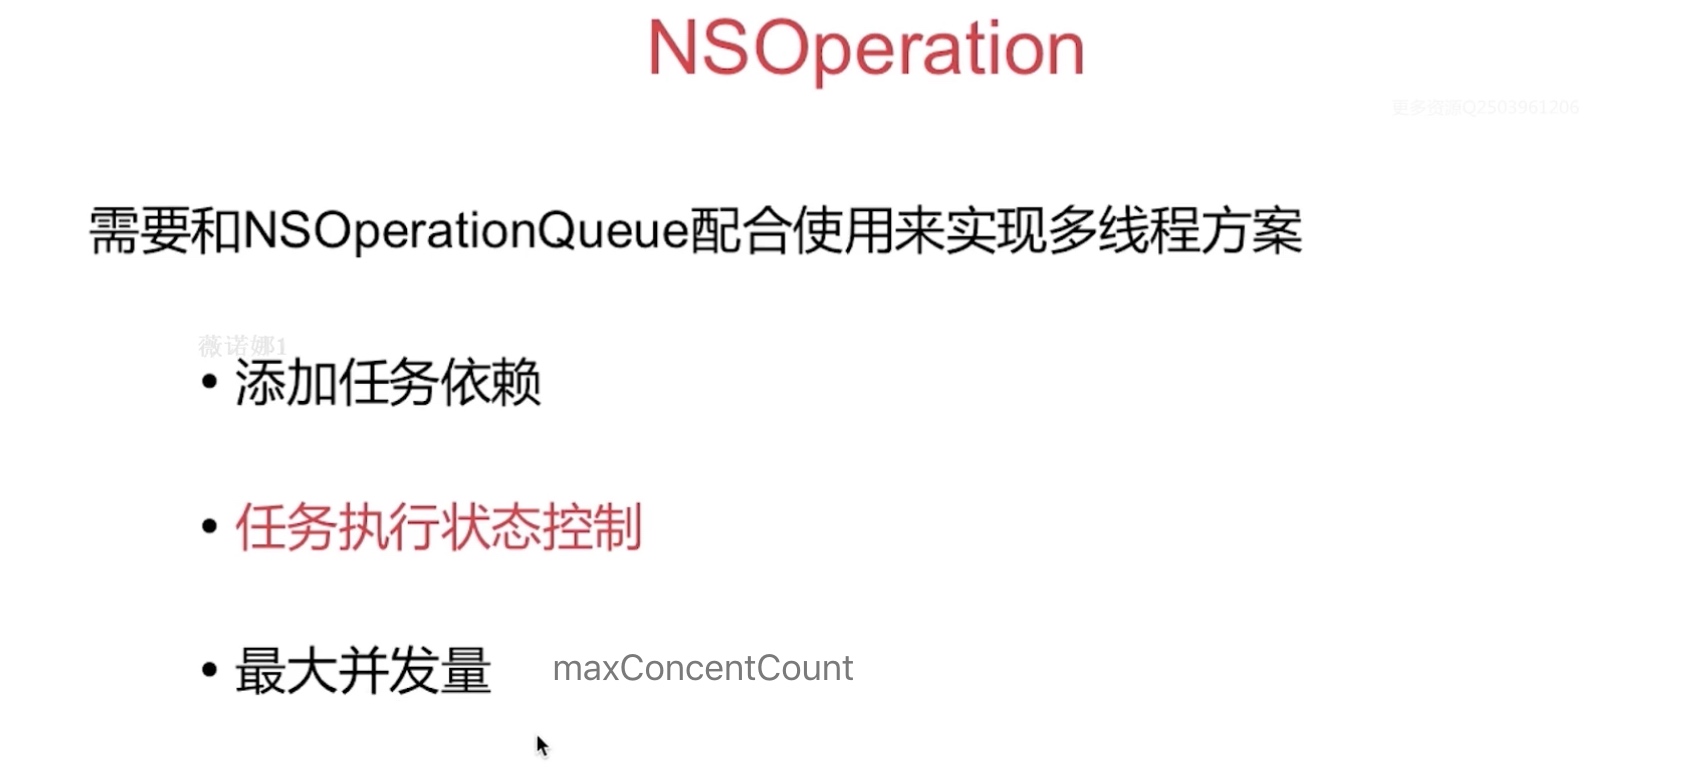 NSOperation
更多资源Q2503961206
需要和NSOperationQueue配合使用来实现多线程方案
薇诺娜1
• 添加任务依赖
• 任务执行状态控制
• 最大并发量 maxConcentCount